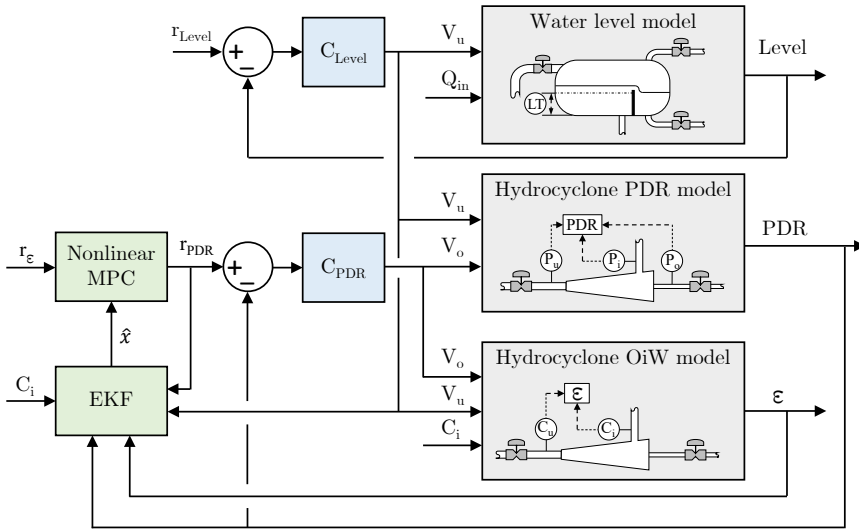 r_Level
+
−
C_Level
V_u
Q_in
Water level model
LT
Level
r_ε
Nonlinear
MPC
r_PDR
+
−
C_PDR
V_u
V_o
Hydrocyclone PDR model
PDR
P_u
P_i
P_o
PDR
x̂
C_i
EKF
V_o
V_u
C_i
Hydrocyclone OiW model
ε
C_u
C_i
ε